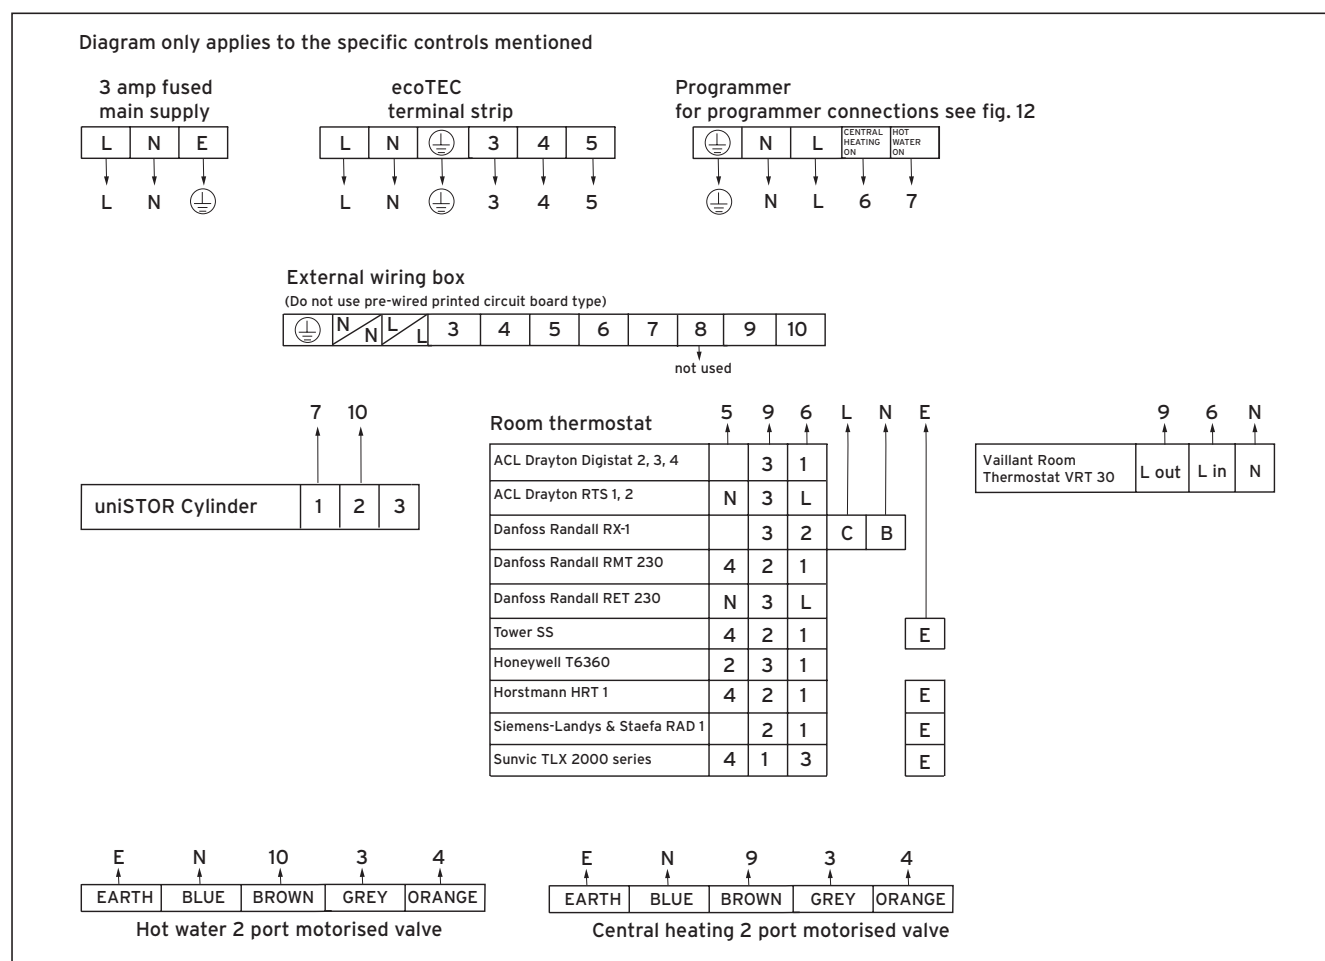 Diagram only applies to the specific controls mentioned
3 amp fused
main supply
L N E
L N
ecoTEC
terminal strip
L N 3 4 5
L N 3 4 5
Programmer
for programmer connections see fig. 12
N L CENTRAL HEATING ON HOT WATER ON
N L 6 7
External wiring box
(Do not use pre-wired printed circuit board type)
N N L L 3 4 5 6 7 8 9 10
not used
7 10
uniSTOR Cylinder 1 2 3
Room thermostat 5 9 6 L N E
ACL Drayton Digistat 2, 3, 4 3 1
ACL Drayton RTS 1, 2 N 3 L
Danfoss Randall RX-1 3 2 C B
Danfoss Randall RMT 230 4 2 1
Danfoss Randall RET 230 N 3 L
Tower SS 4 2 1 E
Honeywell T6360 2 3 1
Horstmann HRT 1 4 2 1 E
Siemens-Landys & Staefa RAD 1 2 1 E
Sunvic TLX 2000 series 4 1 3 E
9 6 N
Vaillant Room
Thermostat VRT 30 L out L in N
E N 10 3 4
EARTH BLUE BROWN GREY ORANGE
Hot water 2 port motorised valve
E N 9 3 4
EARTH BLUE BROWN GREY ORANGE
Central heating 2 port motorised valve